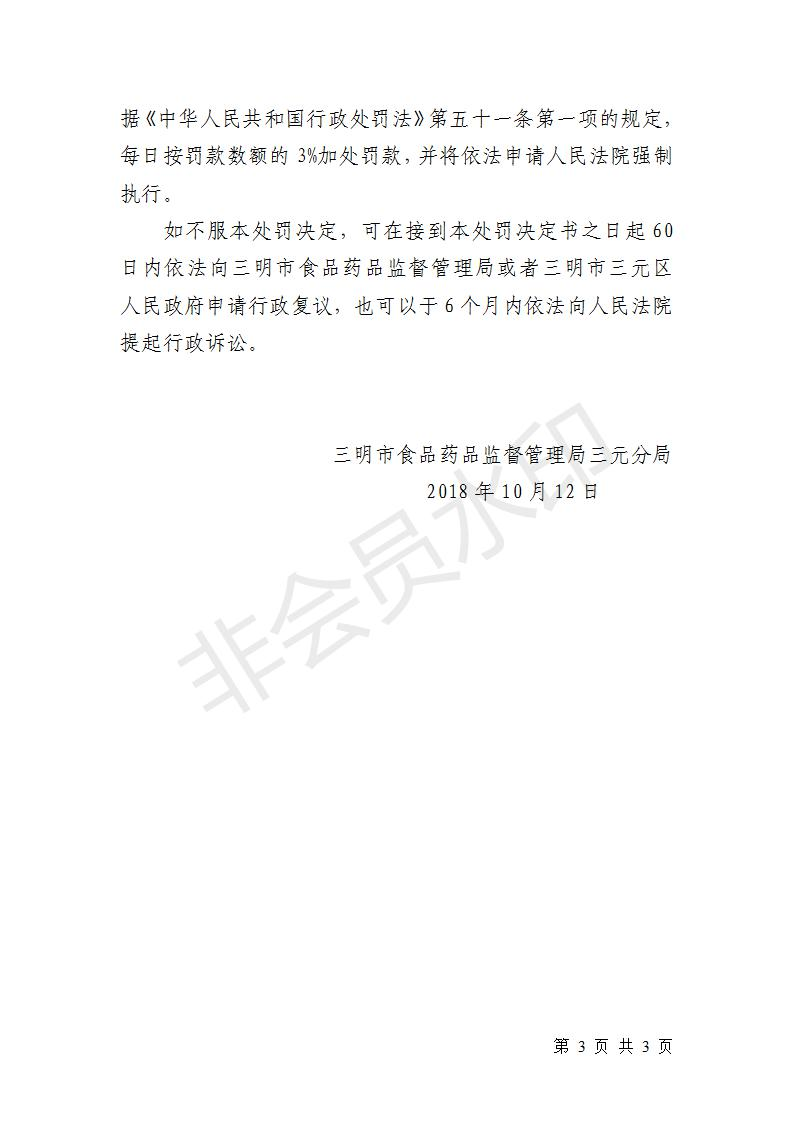 据《中华人民共和国行政处罚法》第五十一条第一项的规定，
每日按罚款数额的 3%加处罚款，并将依法申请人民法院强制
执行。
如不服本处罚决定，可在接到本处罚决定书之日起 60
日内依法向三明市食品药品监督管理局或者三明市三元区
人民政府申请行政复议，也可以于 6 个月内依法向人民法院
提起行政诉讼。
三明市食品药品监督管理局三元分局
2018 年 10 月 12 日
非会员水印
第 3 页 共 3 页